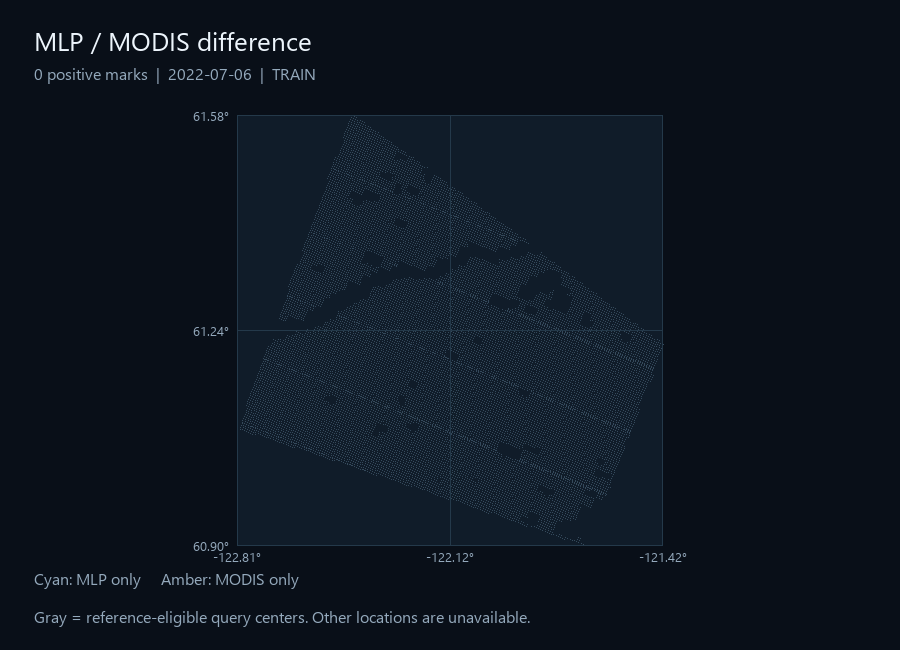 MLP / MODIS difference
0 positive marks | 2022-07-06 | TRAIN
61.58°
61.24°
60.90°
-122.81° -122.12° -121.42°
Cyan: MLP only Amber: MODIS only
Gray = reference-eligible query centers. Other locations are unavailable.